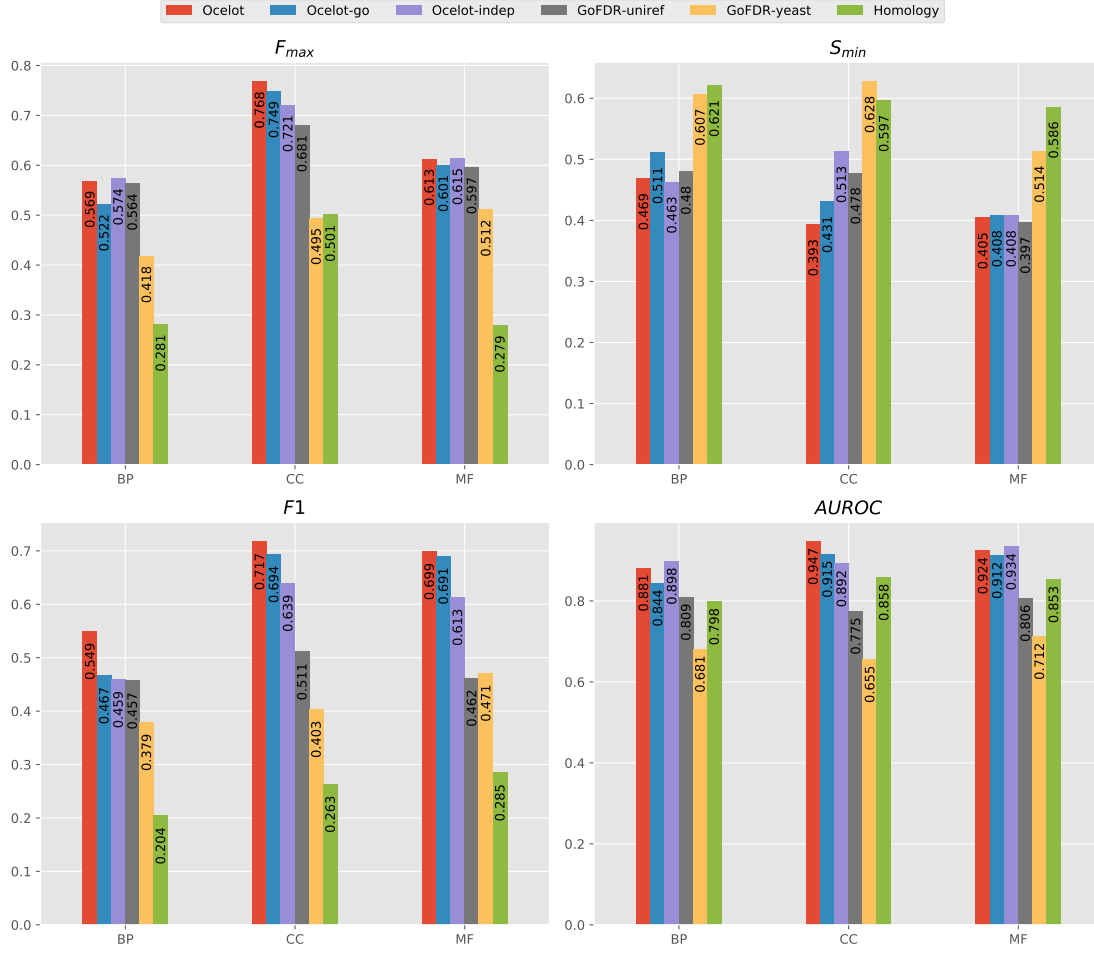 Ocelot Ocelot-go Ocelot-indep GoFDR-uniref GoFDR-yeast Homology
F_max
0.8
0.7
0.6
0.5
0.4
0.3
0.2
0.1
0.0
0.569 0.522 0.574 0.564 0.418 0.281
0.768 0.749 0.721 0.681 0.495 0.501
0.613 0.601 0.615 0.597 0.512 0.279
BP CC MF
S_min
0.6
0.5
0.4
0.3
0.2
0.1
0.0
0.469 0.511 0.463 0.48 0.607 0.621
0.393 0.431 0.513 0.478 0.628 0.597
0.405 0.408 0.408 0.397 0.514 0.586
BP CC MF
F1
0.7
0.6
0.5
0.4
0.3
0.2
0.1
0.0
0.549 0.467 0.459 0.457 0.379 0.204
0.717 0.694 0.639 0.511 0.403 0.263
0.699 0.691 0.613 0.462 0.471 0.285
BP CC MF
AUROC
0.8
0.6
0.4
0.2
0.0
0.881 0.844 0.898 0.809 0.681 0.798
0.947 0.915 0.892 0.775 0.655 0.858
0.924 0.912 0.934 0.806 0.712 0.853
BP CC MF